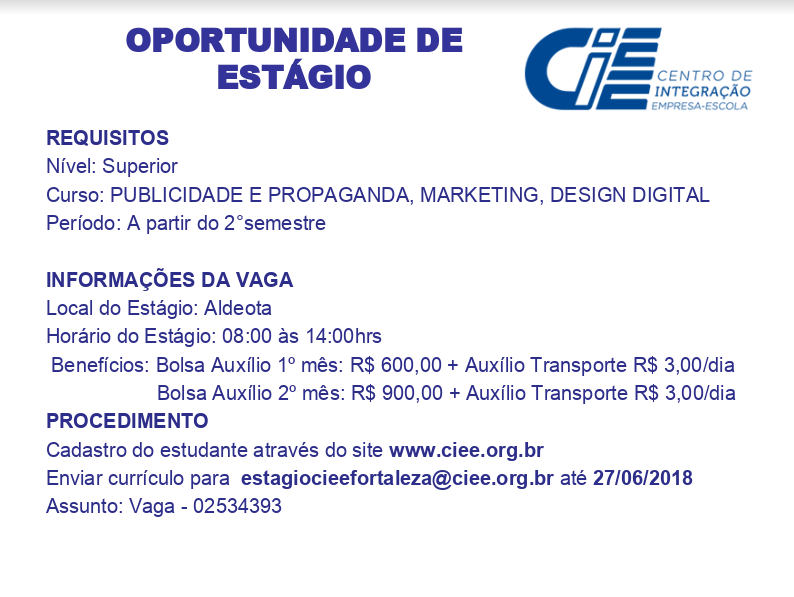 OPORTUNIDADE DE
ESTÁGIO
CIEE
CENTRO DE
INTEGRAÇÃO
EMPRESA-ESCOLA
REQUISITOS
Nível: Superior
Curso: PUBLICIDADE E PROPAGANDA, MARKETING, DESIGN DIGITAL
Período: A partir do 2°semestre
INFORMAÇÕES DA VAGA
Local do Estágio: Aldeota
Horário do Estágio: 08:00 às 14:00hrs
Benefícios: Bolsa Auxílio 1º mês: R$ 600,00 + Auxílio Transporte R$ 3,00/dia
Bolsa Auxílio 2º mês: R$ 900,00 + Auxílio Transporte R$ 3,00/dia
PROCEDIMENTO
Cadastro do estudante através do site www.ciee.org.br
Enviar currículo para estagiocieefortaleza@ciee.org.br até 27/06/2018
Assunto: Vaga - 02534393